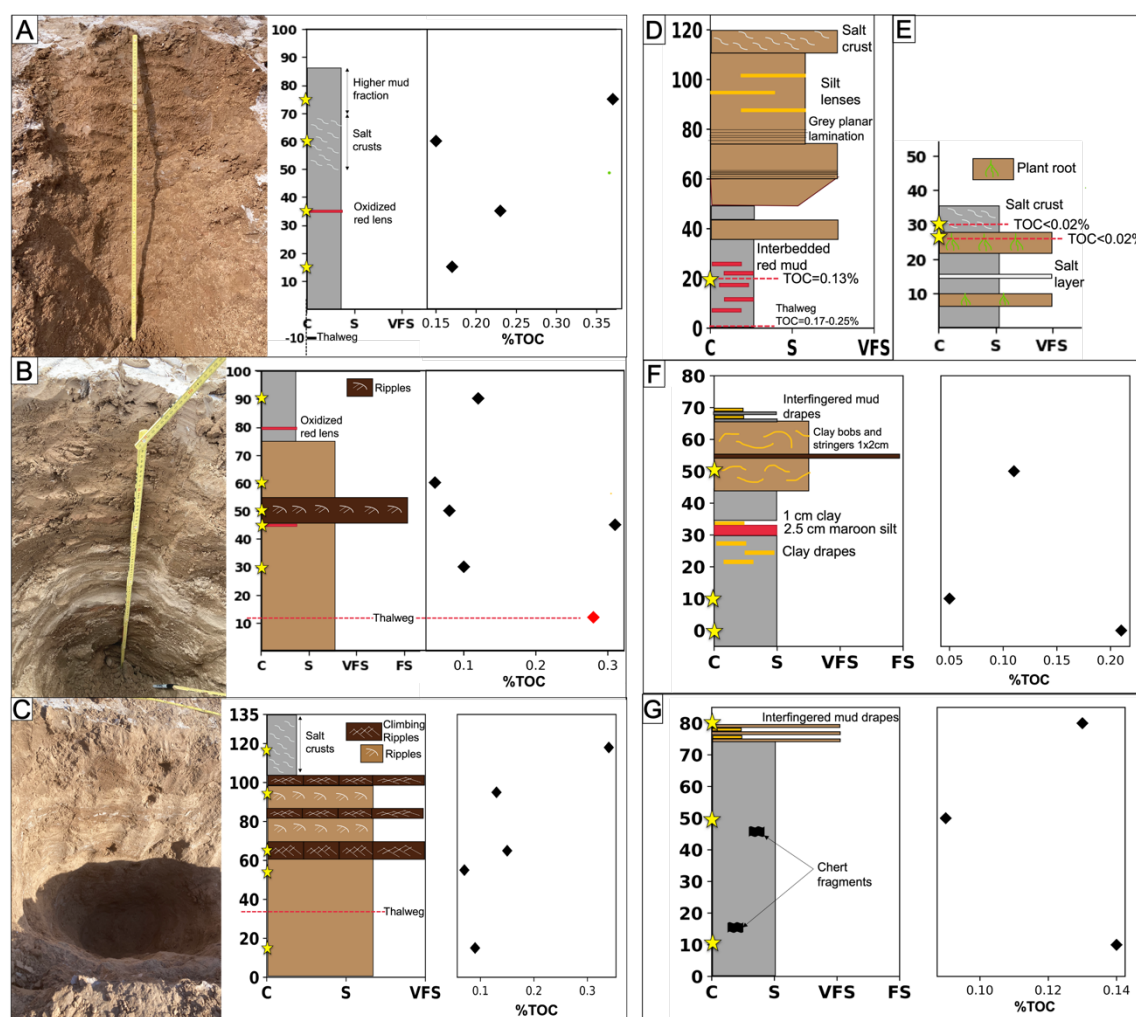 A
100
90
80
70
60
50
40
30
20
10
-10
Higher mud
fraction
Salt
crusts
Oxidized
red lens
C
S
VFS
Thalweg
0.15 0.20 0.25 0.30 0.35
%TOC
B
100
90
80
70
60
50
40
30
20
10
Ripples
Oxidized
red lens
Thalweg
C
S
VFS
FS
0.1
0.2
0.3
%TOC
C
135
120
100
80
60
40
20
0
Salt
crusts
Climbing
Ripples
Ripples
Thalweg
C
S
VFS
0.1
0.2
0.3
%TOC
D
120
100
80
60
40
20
0
Salt
crust
Silt
lenses
Grey planar
lamination
Interbedded
red mud
TOC=0.13%
Thalweg
TOC=0.17-0.25%
C
S
VFS
E
50
40
30
20
10
Plant root
Salt crust
TOC<0.02%
TOC<0.02%
Salt
layer
C
S
VFS
F
80
70
60
50
40
30
20
10
0
Interfingered mud
drapes
Clay bobs and
stringers 1x2cm
1 cm clay
2.5 cm maroon silt
Clay drapes
C
S
VFS
FS
0.05
0.10
0.15
0.20
%TOC
G
80
70
60
50
40
30
20
10
0
Interfingered mud drapes
Chert
fragments
C
S
VFS
FS
0.10
0.12
0.14
%TOC